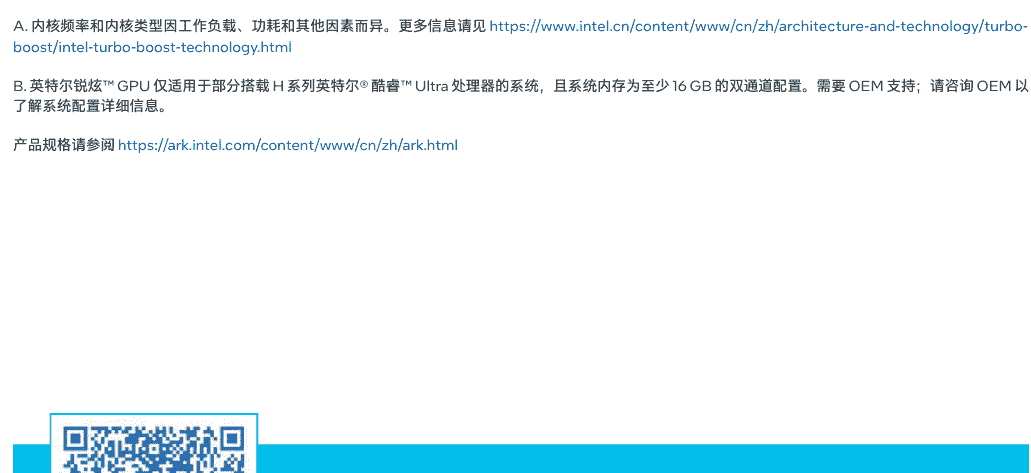 A. 内核频率和内核类型因工作负载、功耗和其他因素而异。更多信息请见 https://www.intel.cn/content/www/cn/zh/architecture-and-technology/turbo-
boost/intel-turbo-boost-technology.html
B. 英特尔锐炫™ GPU 仅适用于部分搭载 H 系列英特尔® 酷睿™ Ultra 处理器的系统，且系统内存为至少 16 GB 的双通道配置。需要 OEM 支持；请咨询 OEM 以
了解系统配置详细信息。
产品规格请参阅 https://ark.intel.com/content/www/cn/zh/ark.html